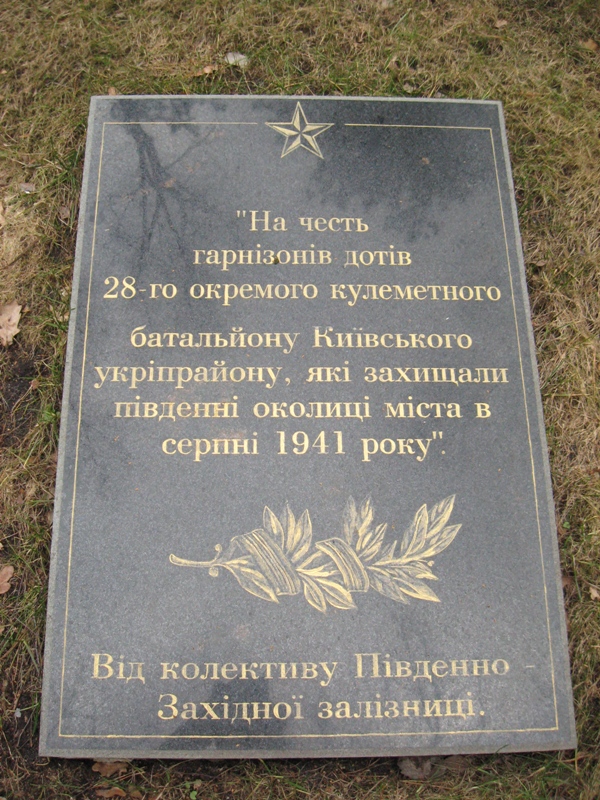 "На честь
гарнізонів дотів
28-го окремого кулеметного
батальйону Київського
укріпрайону, які захищали
південні околиці міста в
серпні 1941 року".
Від колективу Південно -
Західної залізниці.